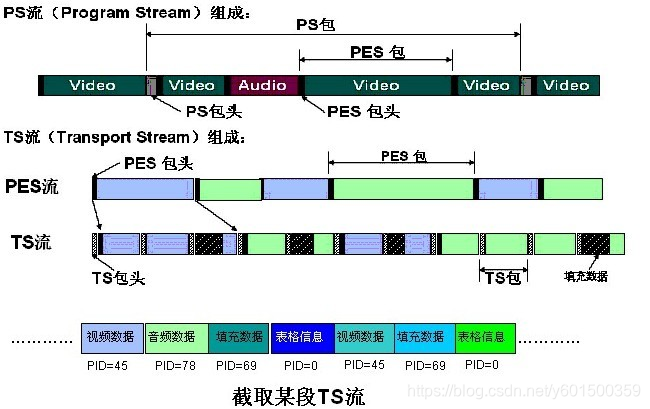 PS流（Program Stream）组成：
PS包
PES 包
Video Video Audio Video Video Video
PS包头 PES 包头
TS流（Transport Stream）组成：
PES 包头 PES 包
PES流
TS流
TS包头 TS包 填充数据
………… 视频数据 音频数据 填充数据 表格信息 视频数据 填充数据 表格信息 …………
PID=45 PID=78 PID=69 PID=0 PID=45 PID=69 PID=0
截取某段TS流
https://blog.csdn.net/y601500359